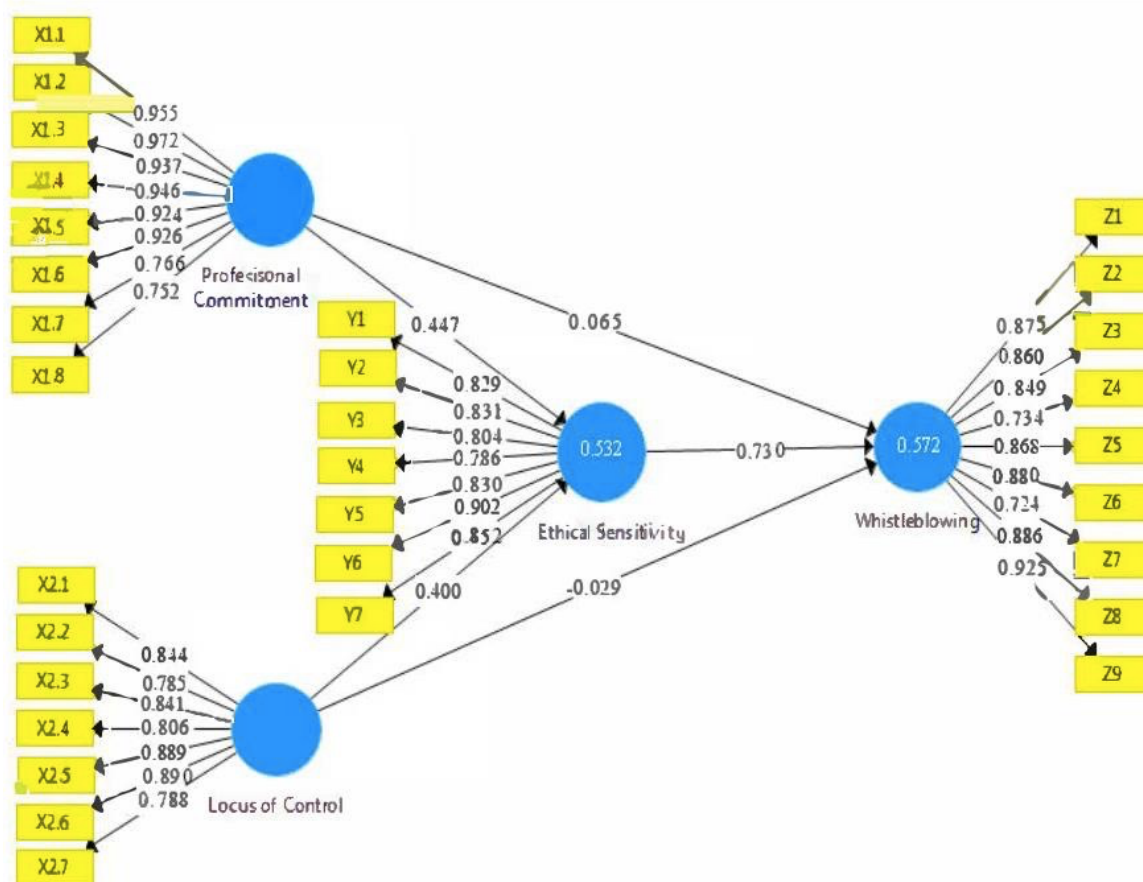 X1.1
X1.2
X1.3
X1.4
X1.5
X1.6
X1.7
X1.8
0.955
0.972
0.937
0.946
0.924
0.926
0.766
0.752
Profecisonal
Commitment
0.447
0.065
Y1
Y2
Y3
Y4
Y5
Y6
Y7
0.829
0.831
0.804
0.786
0.830
0.902
0.852
0.400
0.532
Ethical Sensitivity
0.730
-0.029
0.572
Whistleblowing
0.875
0.860
0.849
0.734
0.868
0.880
0.724
0.886
0.925
Z1
Z2
Z3
Z4
Z5
Z6
Z7
Z8
Z9
X2.1
X2.2
X2.3
X2.4
X2.5
X2.6
X2.7
0.844
0.785
0.841
0.806
0.889
0.890
0.788
Locus of Control